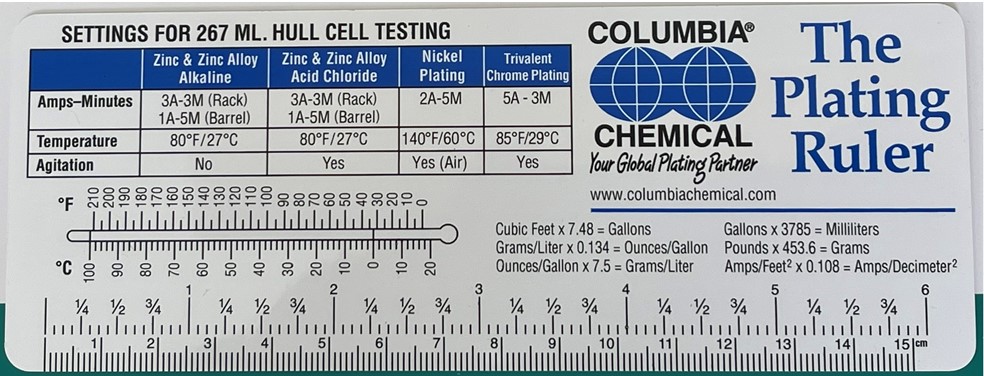 SETTINGS FOR 267 ML. HULL CELL TESTING
Zinc & Zinc Alloy Alkaline Zinc & Zinc Alloy Acid Chloride Nickel Plating Trivalent Chrome Plating
Amps–Minutes 3A-3M (Rack) 1A-5M (Barrel) 3A-3M (Rack) 1A-5M (Barrel) 2A-5M 5A - 3M
Temperature 80°F/27°C 80°F/27°C 140°F/60°C 85°F/29°C
Agitation No Yes Yes (Air) Yes
COLUMBIA®
CHEMICAL
Your Global Plating Partner
The
Plating
Ruler
www.columbiachemical.com
°F 210 200 190 180 170 160 150 140 130 120 110 100 90 80 70 60 50 40 30 20 10 0
°C 100 90 80 70 60 50 40 30 20 10 0 10 20
Cubic Feet x 7.48 = Gallons
Grams/Liter x 0.134 = Ounces/Gallon
Ounces/Gallon x 7.5 = Grams/Liter
Gallons x 3785 = Milliliters
Pounds x 453.6 = Grams
Amps/Feet² x 0.108 = Amps/Decimeter²
¼ ½ ¾ 1 ¼ ½ ¾ 2 ¼ ½ ¾ 3 ¼ ½ ¾ 4 ¼ ½ ¾ 5 ¼ ½ ¾ 6
1 2 3 4 5 6 7 8 9 10 11 12 13 14 15 cm